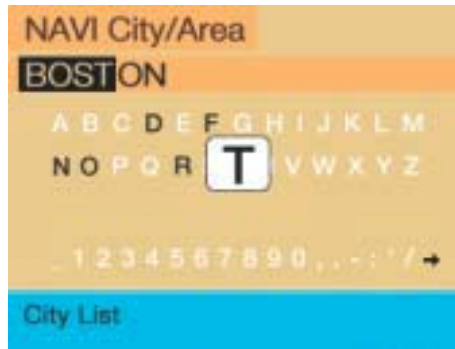 NAVI City/Area
BOSTON
A B C D E F G H I J K L M
N O P Q R T V W X Y Z
_ 1 2 3 4 5 6 7 8 9 0 , . - : ' / →
City List